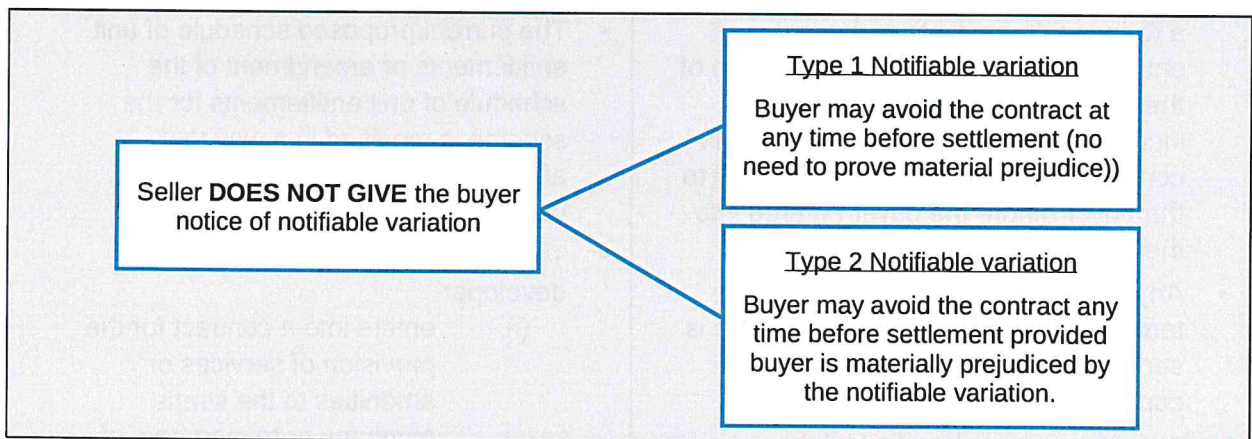 Type 1 Notifiable variation
Buyer may avoid the contract at
any time before settlement (no
need to prove material prejudice))
Seller DOES NOT GIVE the buyer
notice of notifiable variation
Type 2 Notifiable variation
Buyer may avoid the contract any
time before settlement provided
buyer is materially prejudiced by
the notifiable variation.